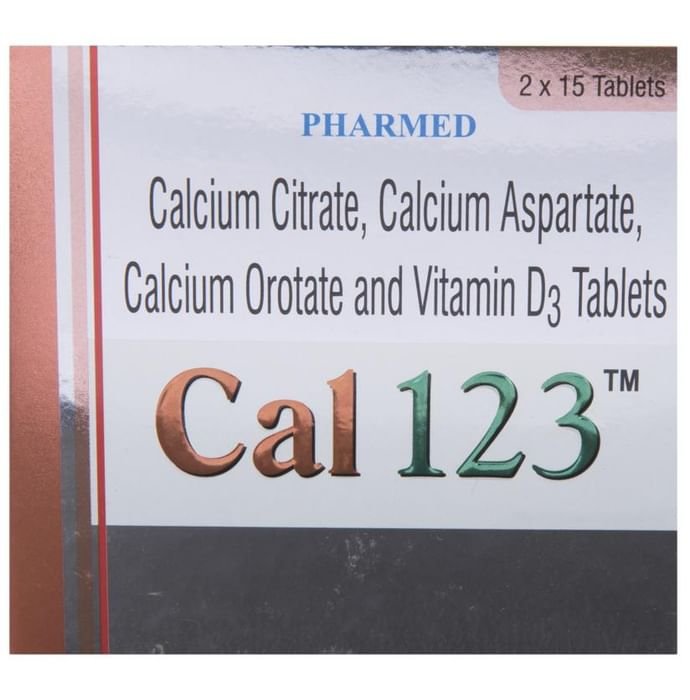 2 x 15 Tablets
PHARMED
Calcium Citrate, Calcium Aspartate,
Calcium Orotate and Vitamin D3 Tablets
Cal 123™